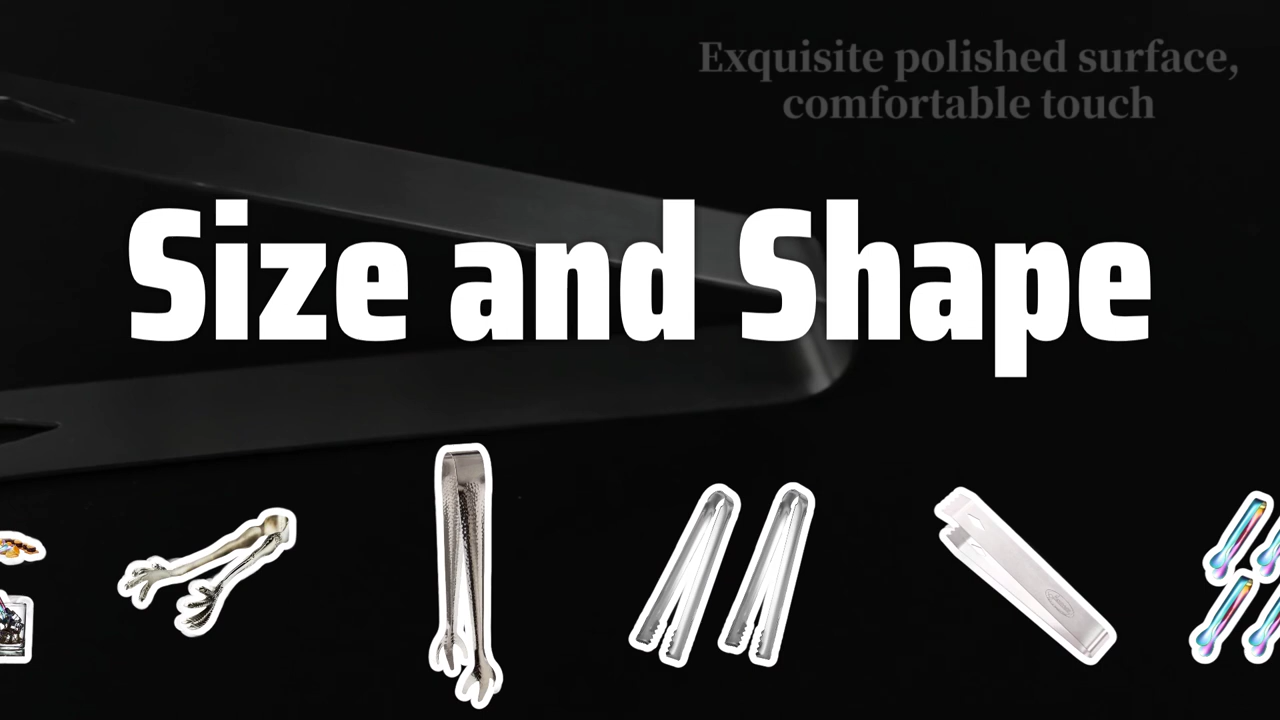 Exquisite polished surface,
comfortable touch
Size and Shape